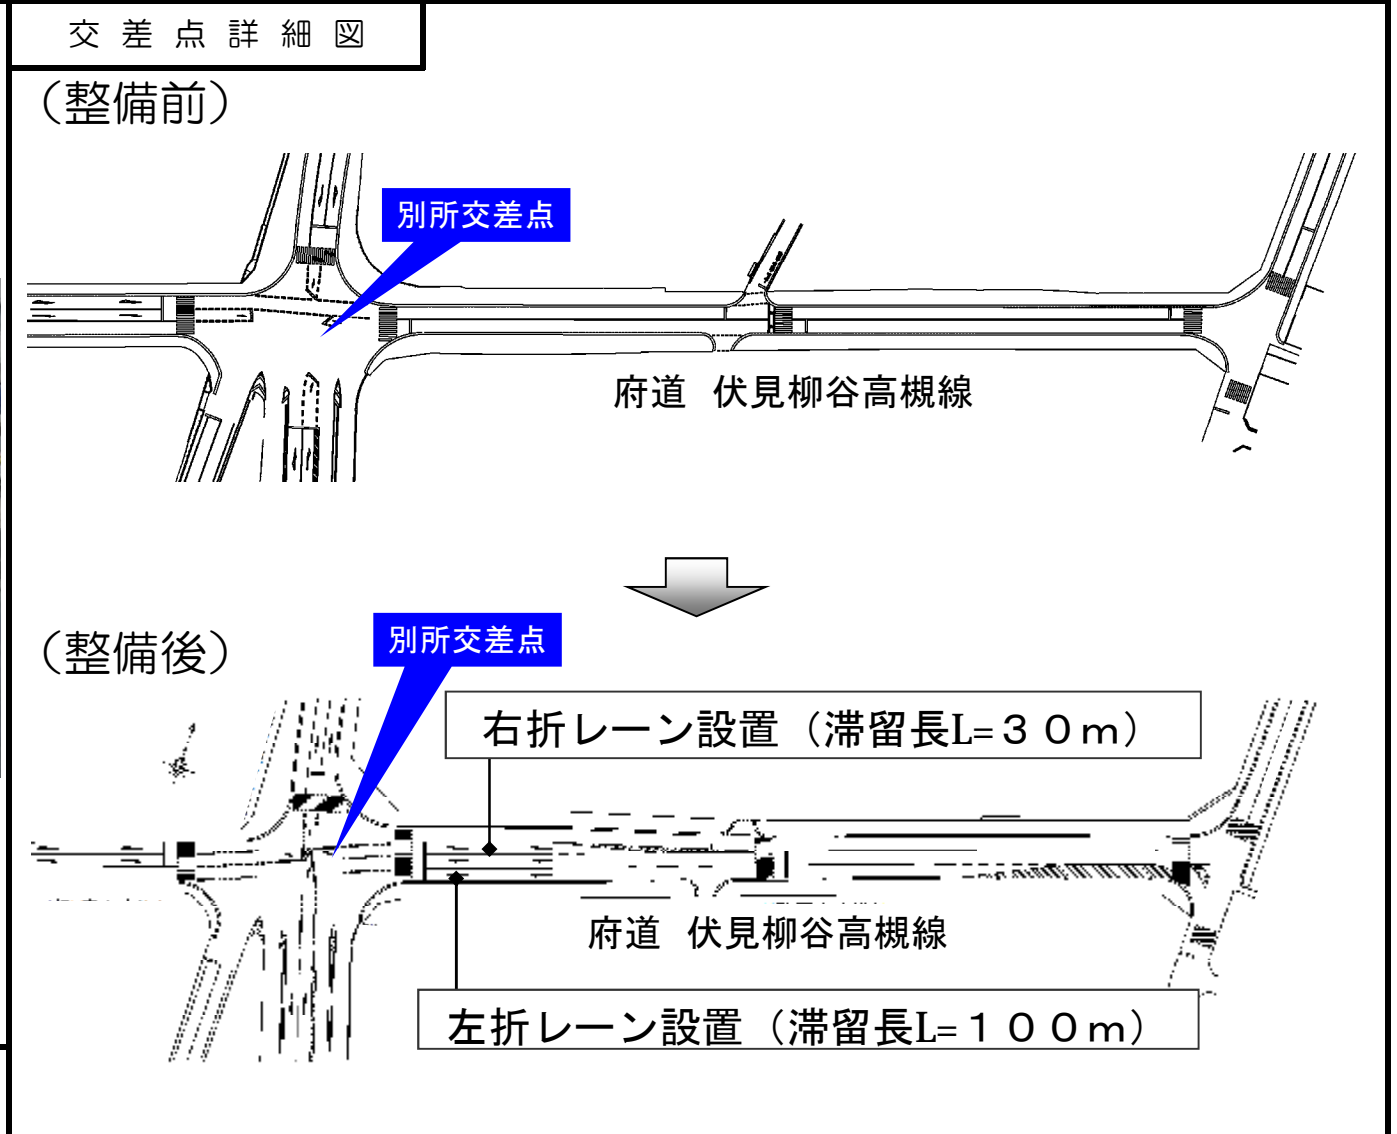 交差点詳細図
（整備前）
別所交差点
府道　伏見柳谷高槻線
（整備後）
別所交差点
右折レーン設置（滞留長L=３０ｍ）
府道　伏見柳谷高槻線
左折レーン設置（滞留長L=１００ｍ）